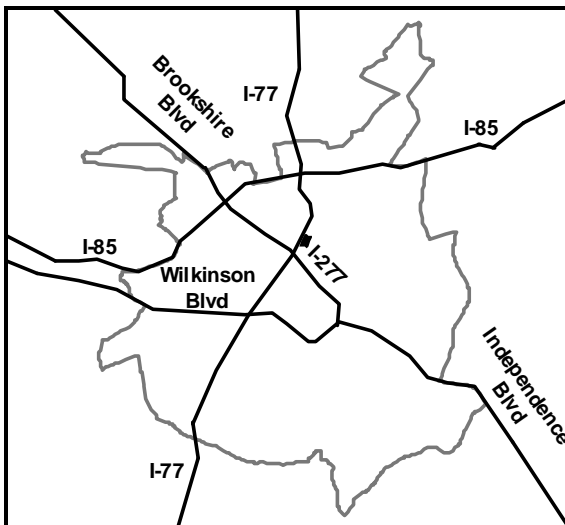 Brookshire
Blvd
I-77
I-85
I-85
I-277
Wilkinson
Blvd
Independence
Blvd
I-77